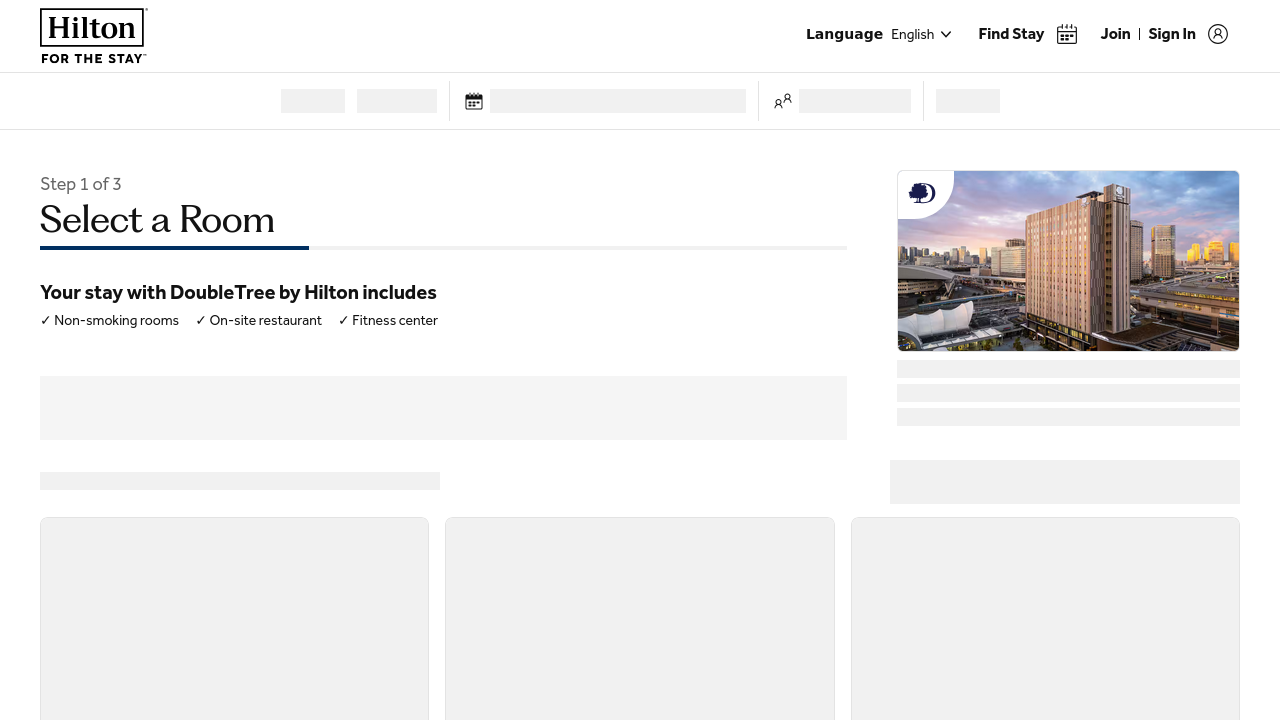 Hilton
FOR THE STAY
Language English
Find Stay
Join | Sign In
Step 1 of 3
Select a Room
Your stay with DoubleTree by Hilton includes
✓ Non-smoking rooms ✓ On-site restaurant ✓ Fitness center